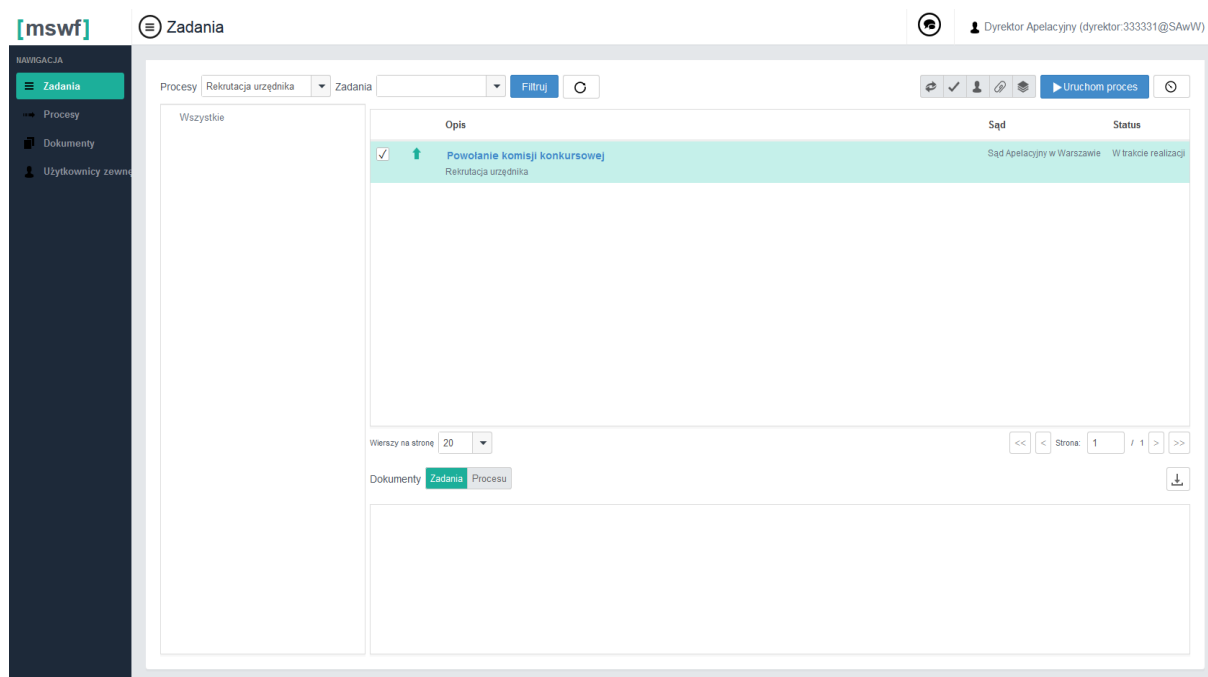 [mswf]
Zadania
Dyrektor Apelacyjny (dyrektor:333331@SAwW)
NAWIGACJA
Zadania
Procesy
Dokumenty
Użytkownicy zewnę
Procesy Rekrutacja urzędnika Zadania Filtruj Uruchom proces
Wszystkie
Opis Sąd Status
Powołanie komisji konkursowej Sąd Apelacyjny w Warszawie W trakcie realizacji
Rekrutacja urzędnika
Wierszy na stronę 20 << < Strona: 1 / 1 > >>
Dokumenty Zadania Procesu